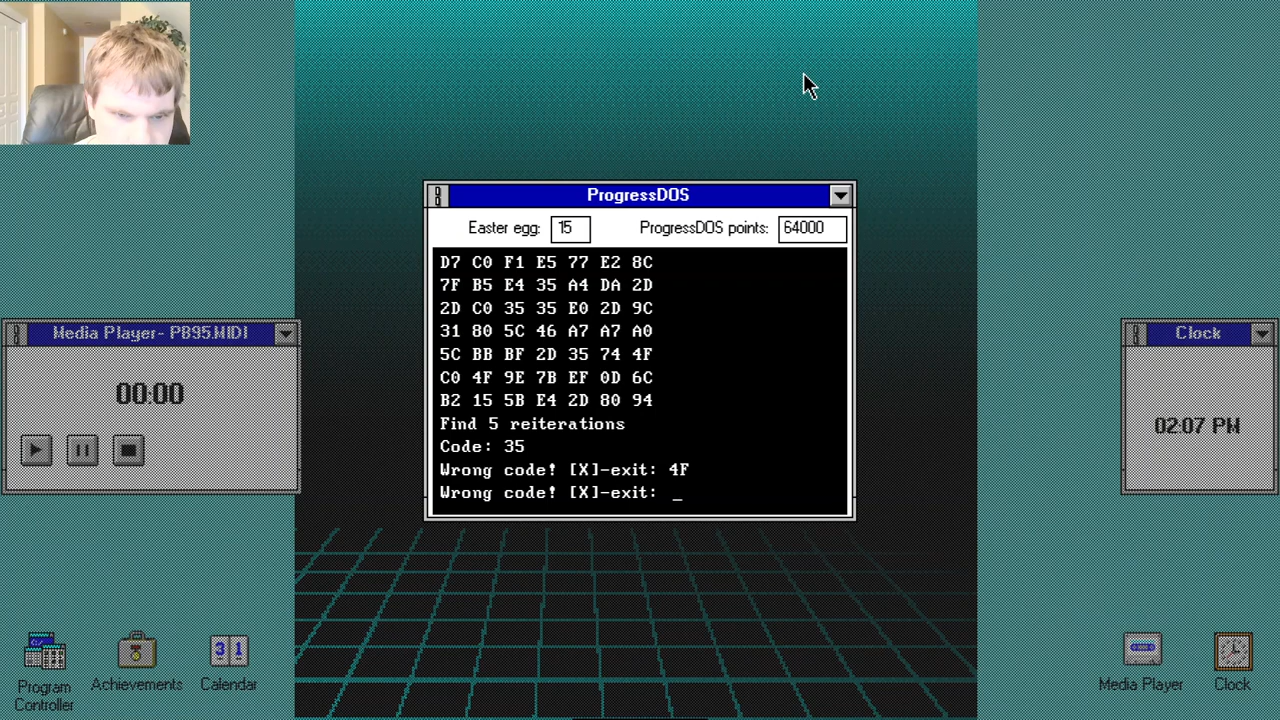 ProgressDOS
Easter egg: 15 ProgressDOS points: 64000
D7 C0 F1 E5 77 E2 8C
7F B5 E4 35 A4 DA 2D
2D C0 35 35 E0 2D 9C
31 80 5C 46 A7 A7 A0
5C BB BF 2D 35 74 4F
C0 4F 9E 7B EF 0D 6C
B2 15 5B E4 2D 80 94
Find 5 reiterations
Code: 35
Wrong code! [X]-exit: 4F
Wrong code! [X]-exit: _
Media Player- PB95.MIDI
00:00
Clock
02:07 PM
Program
Controller
Achievements
31
Calendar
Media Player
Clock